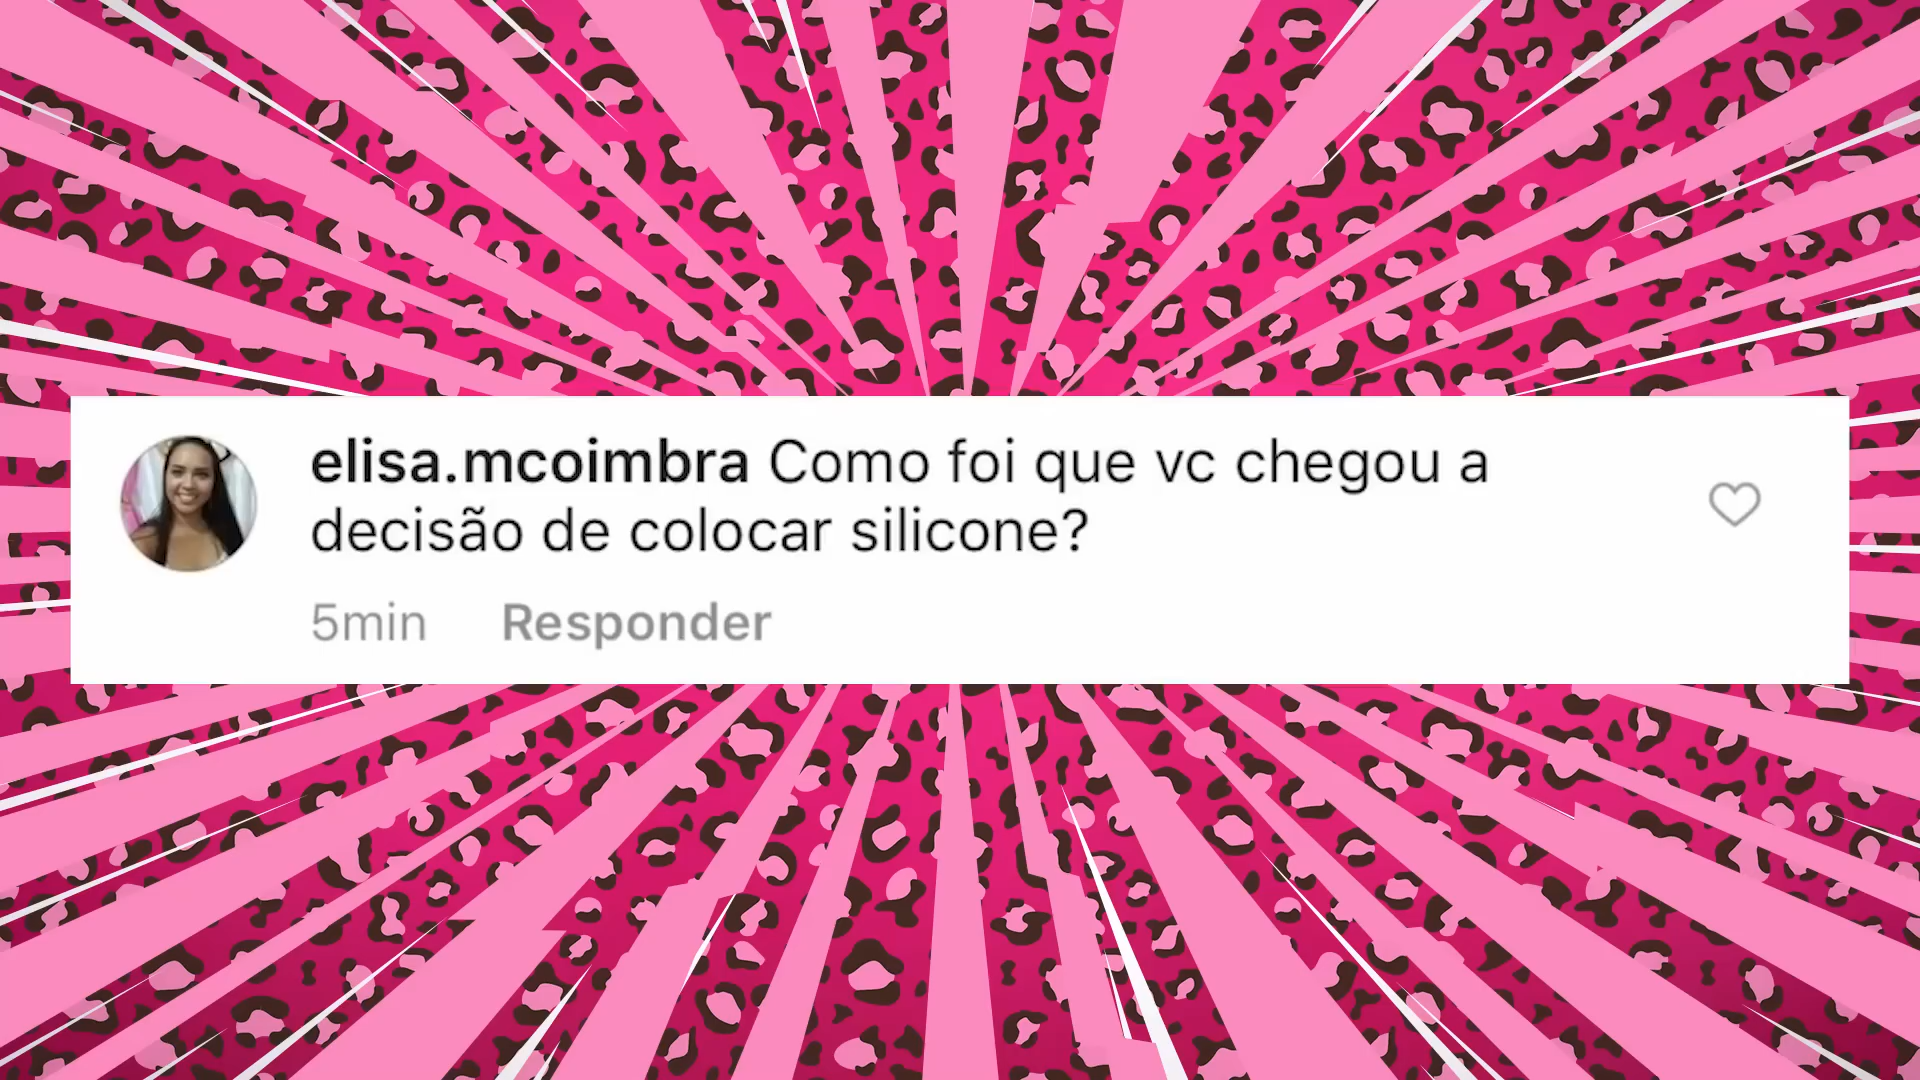 elisa.mcoimbra Como foi que vc chegou a
decisão de colocar silicone?
5min Responder